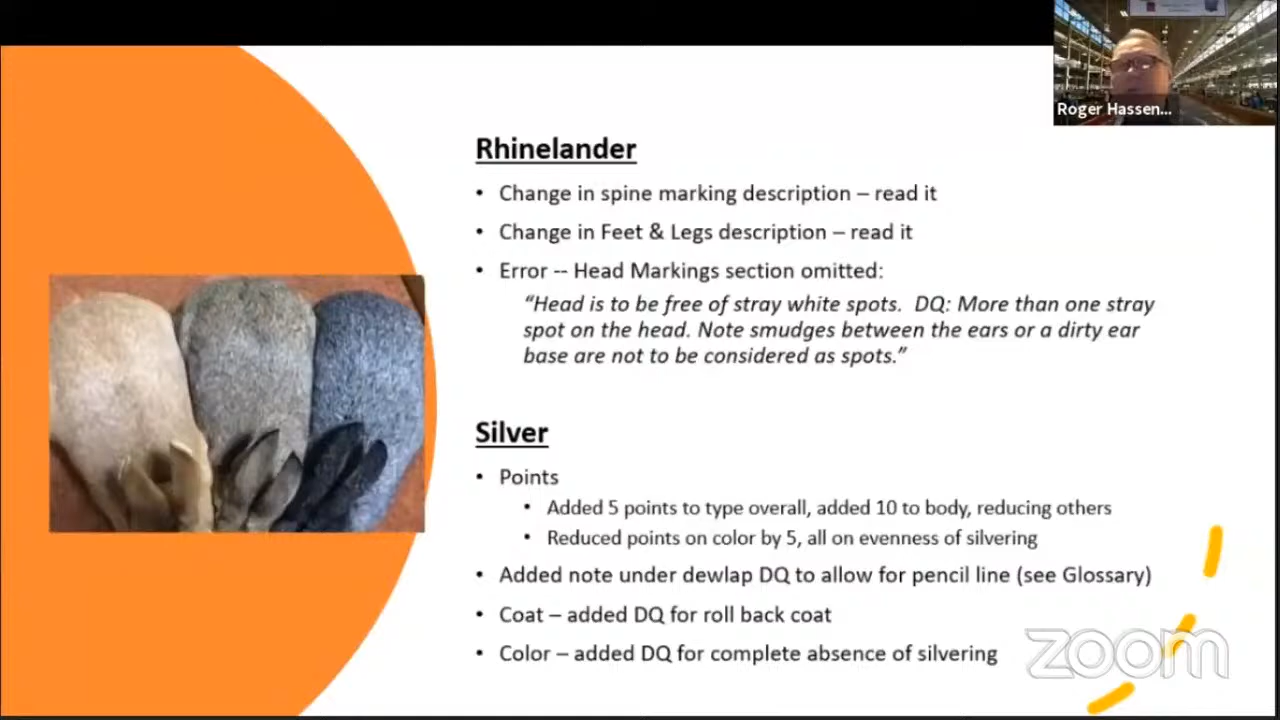 Roger Hassen...
Rhinelander
• Change in spine marking description – read it
• Change in Feet & Legs description – read it
• Error -- Head Markings section omitted:
“Head is to be free of stray white spots. DQ: More than one stray
spot on the head. Note smudges between the ears or a dirty ear
base are not to be considered as spots.”
Silver
• Points
• Added 5 points to type overall, added 10 to body, reducing others
• Reduced points on color by 5, all on evenness of silvering
• Added note under dewlap DQ to allow for pencil line (see Glossary)
• Coat – added DQ for roll back coat
• Color – added DQ for complete absence of silvering
zoom